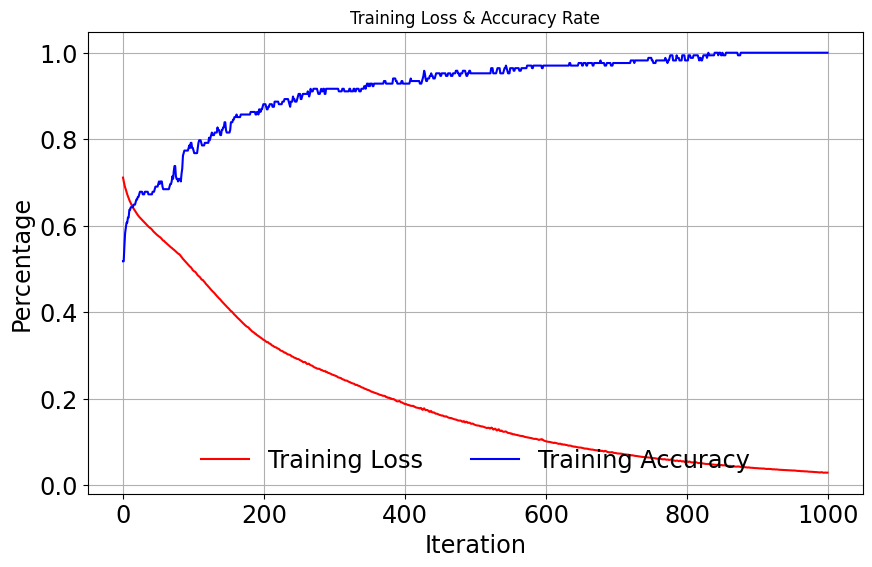 Training Loss & Accuracy Rate
1.0
0.8
0.6
0.4
0.2
0.0
Percentage
Training Loss Training Accuracy
0 200 400 600 800 1000
Iteration